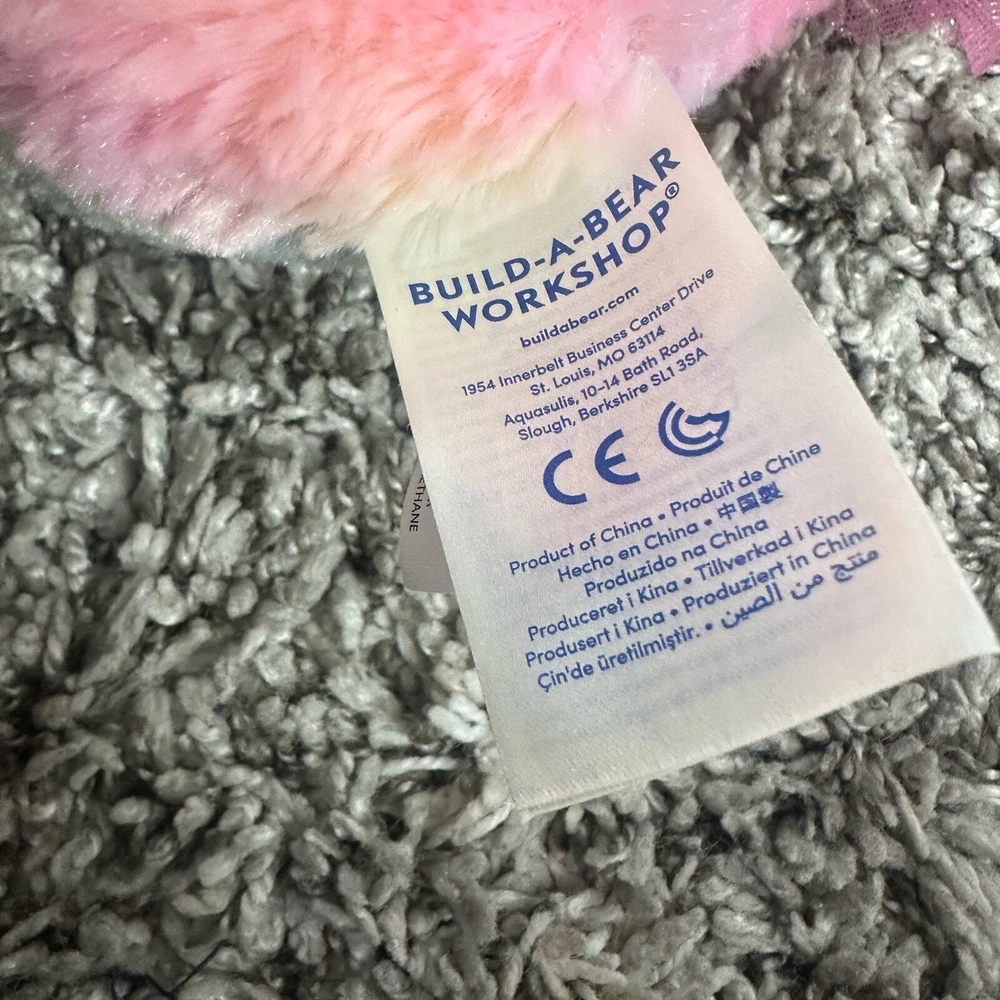 BUILD-A-BEAR
WORKSHOP®
buildabear.com
1954 Innerbelt Business Center Drive
St. Louis, MO 63114
Aquasulis, 10-14 Bath Road,
Slough, Berkshire SL1 3SA
CE
Product of China • Produit de Chine
Hecho en China • 中国製
Produzido na China
Produceret i Kina • Tillverkad i Kina
Produsert i Kina • Produziert in China
Çin'de üretilmiştir. • منتج من الصين
THANE